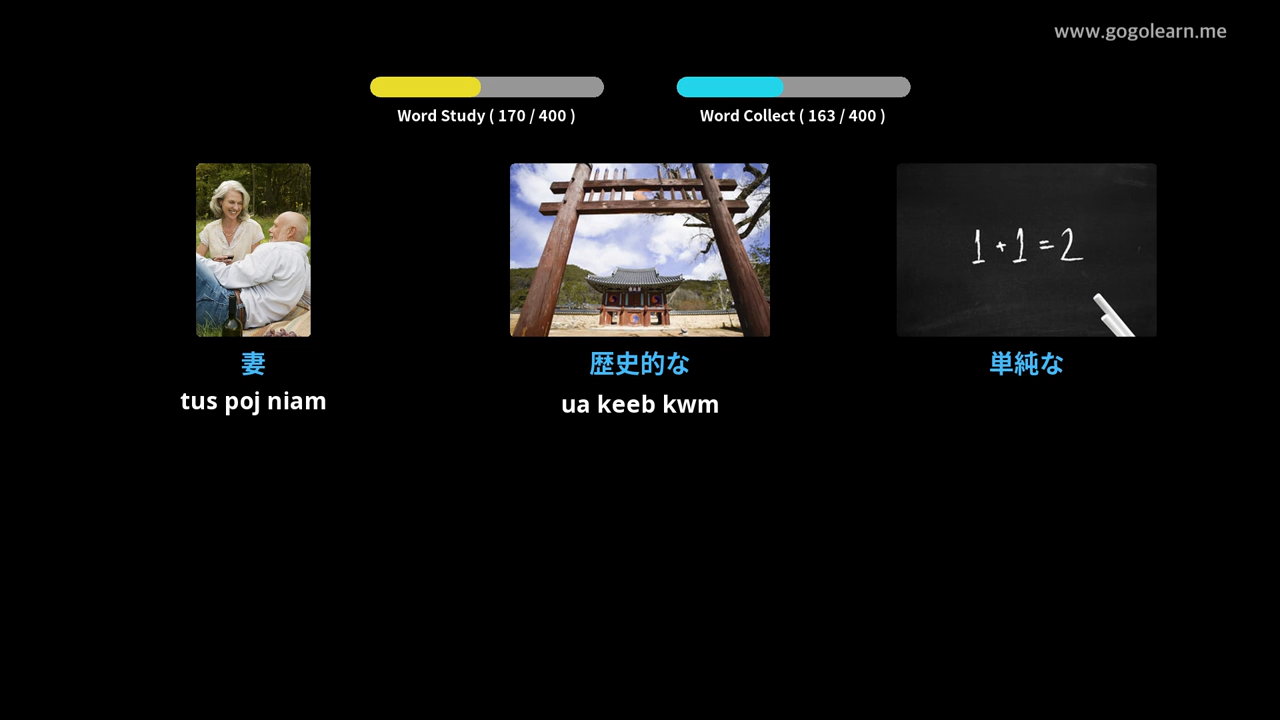 www.gogolearn.me
Word Study ( 170 / 400 )
Word Collect ( 163 / 400 )
1 + 1 = 2
妻
歴史的な
単純な
tus poj niam
ua keeb kwm